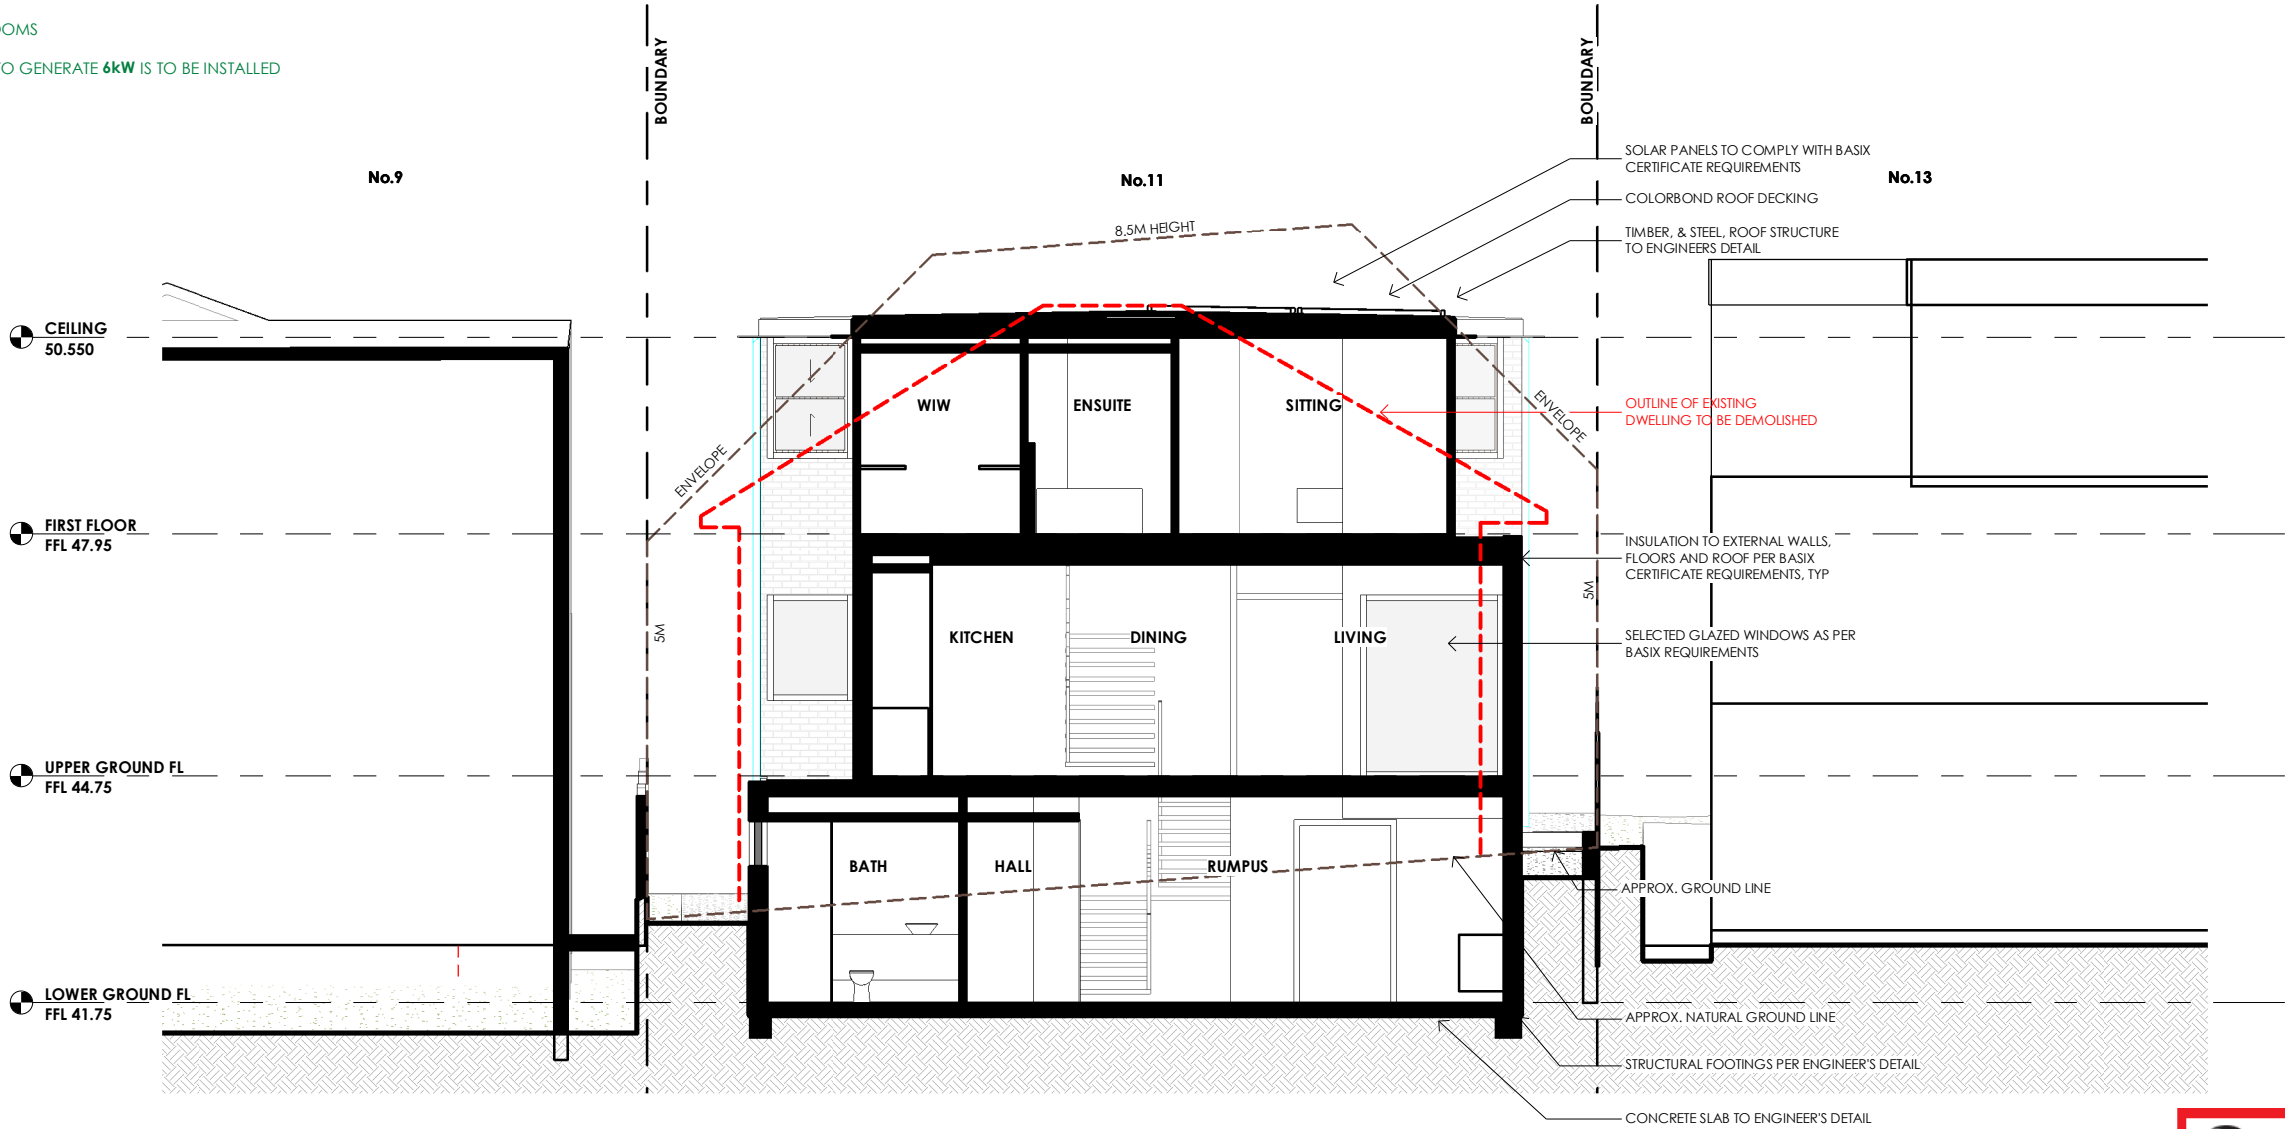 OOMS
TO GENERATE 6kW IS TO BE INSTALLED
BOUNDARY
BOUNDARY
No.9
No.11
No.13
8.5M HEIGHT
SOLAR PANELS TO COMPLY WITH BASIX
CERTIFICATE REQUIREMENTS
COLORBOND ROOF DECKING
TIMBER, & STEEL, ROOF STRUCTURE
TO ENGINEERS DETAIL
CEILING
50.550
WIW
ENSUITE
SITTING
ENVELOPE
ENVELOPE
OUTLINE OF EXISTING
DWELLING TO BE DEMOLISHED
FIRST FLOOR
FFL 47.95
INSULATION TO EXTERNAL WALLS,
FLOORS AND ROOF PER BASIX
CERTIFICATE REQUIREMENTS, TYP
5M
5M
KITCHEN
DINING
LIVING
SELECTED GLAZED WINDOWS AS PER
BASIX REQUIREMENTS
UPPER GROUND FL
FFL 44.75
BATH
HALL
RUMPUS
APPROX. GROUND LINE
LOWER GROUND FL
FFL 41.75
APPROX. NATURAL GROUND LINE
STRUCTURAL FOOTINGS PER ENGINEER'S DETAIL
CONCRETE SLAB TO ENGINEER'S DETAIL